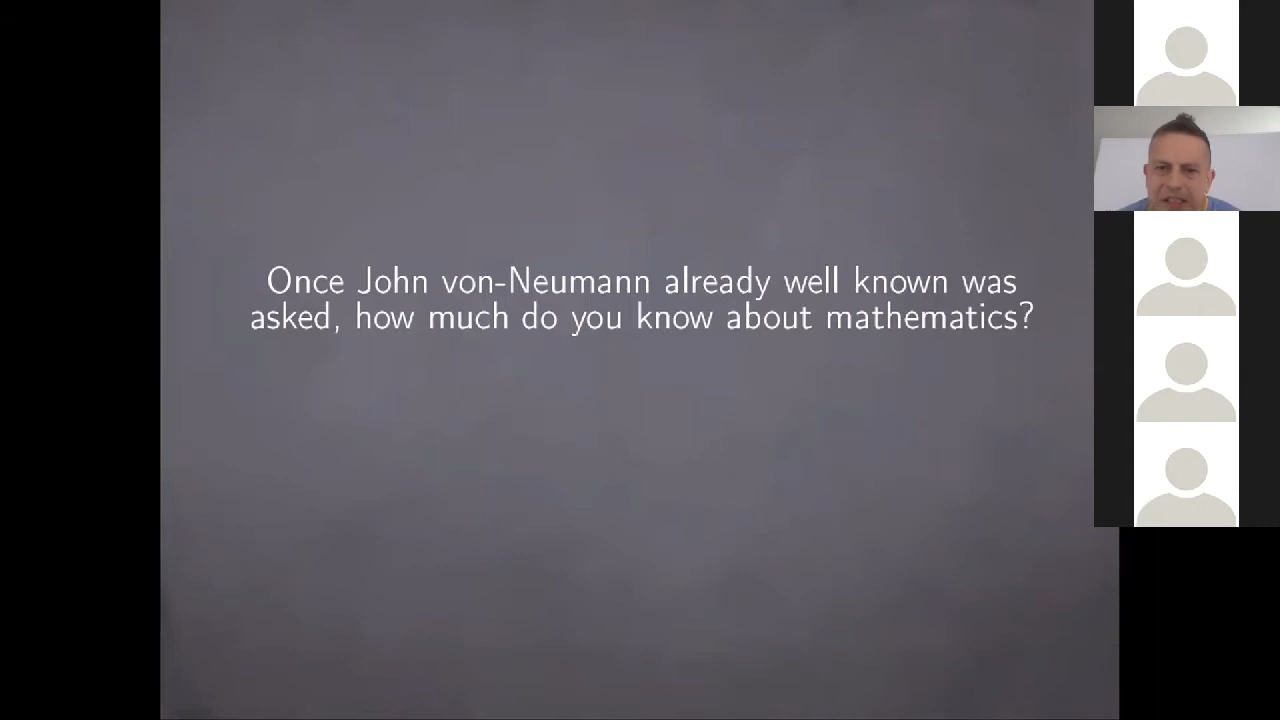 Once John von-Neumann already well known was
asked, how much do you know about mathematics?